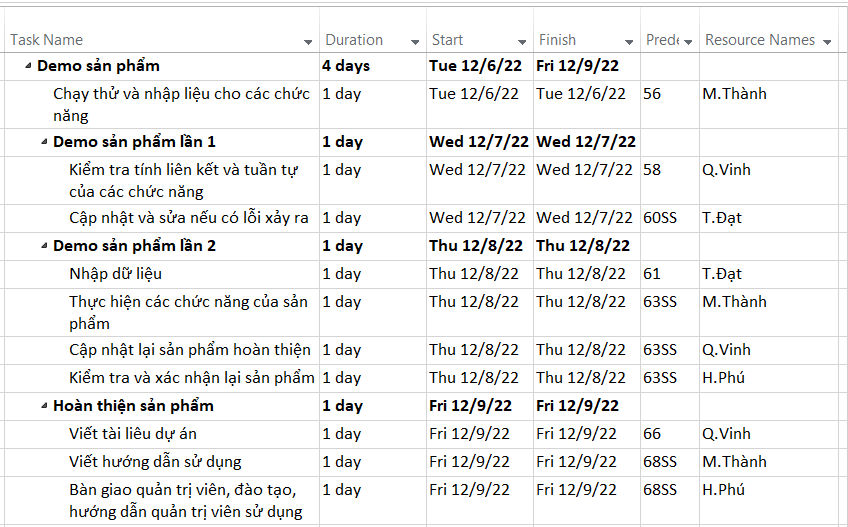 Task Name Duration Start Finish Prede Resource Names
Demo sản phẩm 4 days Tue 12/6/22 Fri 12/9/22
Chạy thử và nhập liệu cho các chức 1 day Tue 12/6/22 Tue 12/6/22 56 M.Thành
năng
Demo sản phẩm lần 1 1 day Wed 12/7/22 Wed 12/7/22
Kiểm tra tính liên kết và tuần tự 1 day Wed 12/7/22 Wed 12/7/22 58 Q.Vinh
của các chức năng
Cập nhật và sửa nếu có lỗi xảy ra 1 day Wed 12/7/22 Wed 12/7/22 60SS T.Đạt
Demo sản phẩm lần 2 1 day Thu 12/8/22 Thu 12/8/22
Nhập dữ liệu 1 day Thu 12/8/22 Thu 12/8/22 61 T.Đạt
Thực hiện các chức năng của sản 1 day Thu 12/8/22 Thu 12/8/22 63SS M.Thành
phẩm
Cập nhật lại sản phẩm hoàn thiện 1 day Thu 12/8/22 Thu 12/8/22 63SS Q.Vinh
Kiểm tra và xác nhận lại sản phẩm 1 day Thu 12/8/22 Thu 12/8/22 63SS H.Phú
Hoàn thiện sản phẩm 1 day Fri 12/9/22 Fri 12/9/22
Viết tài liêu dự án 1 day Fri 12/9/22 Fri 12/9/22 66 Q.Vinh
Viết hướng dẫn sử dụng 1 day Fri 12/9/22 Fri 12/9/22 68SS M.Thành
Bàn giao quản trị viên, đào tạo, 1 day Fri 12/9/22 Fri 12/9/22 68SS H.Phú
hướng dẫn quản trị viên sử dụng